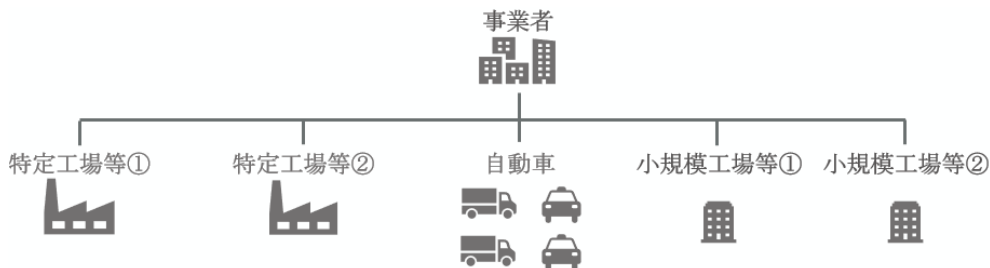 事業者
特定工場等①
特定工場等②
自動車
小規模工場等①
小規模工場等②